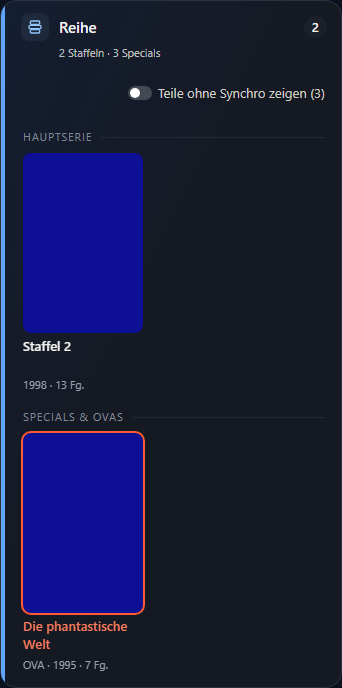 Reihe
2
2 Staffeln · 3 Specials
Teile ohne Synchro zeigen (3)
HAUPTSERIE
Staffel 2
1998 · 13 Fg.
SPECIALS & OVAS
Die phantastische
Welt
OVA · 1995 · 7 Fg.